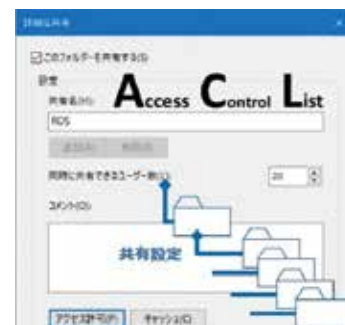 詳細な共有
このフォルダーを共有する(S)
設定
共有名(H):
Access Control List
RDS
追加(A) 削除(R)
同時に共有できるユーザー数(L):
20
コメント(O):
共有設定
アクセス許可(P) キャッシュ(C)